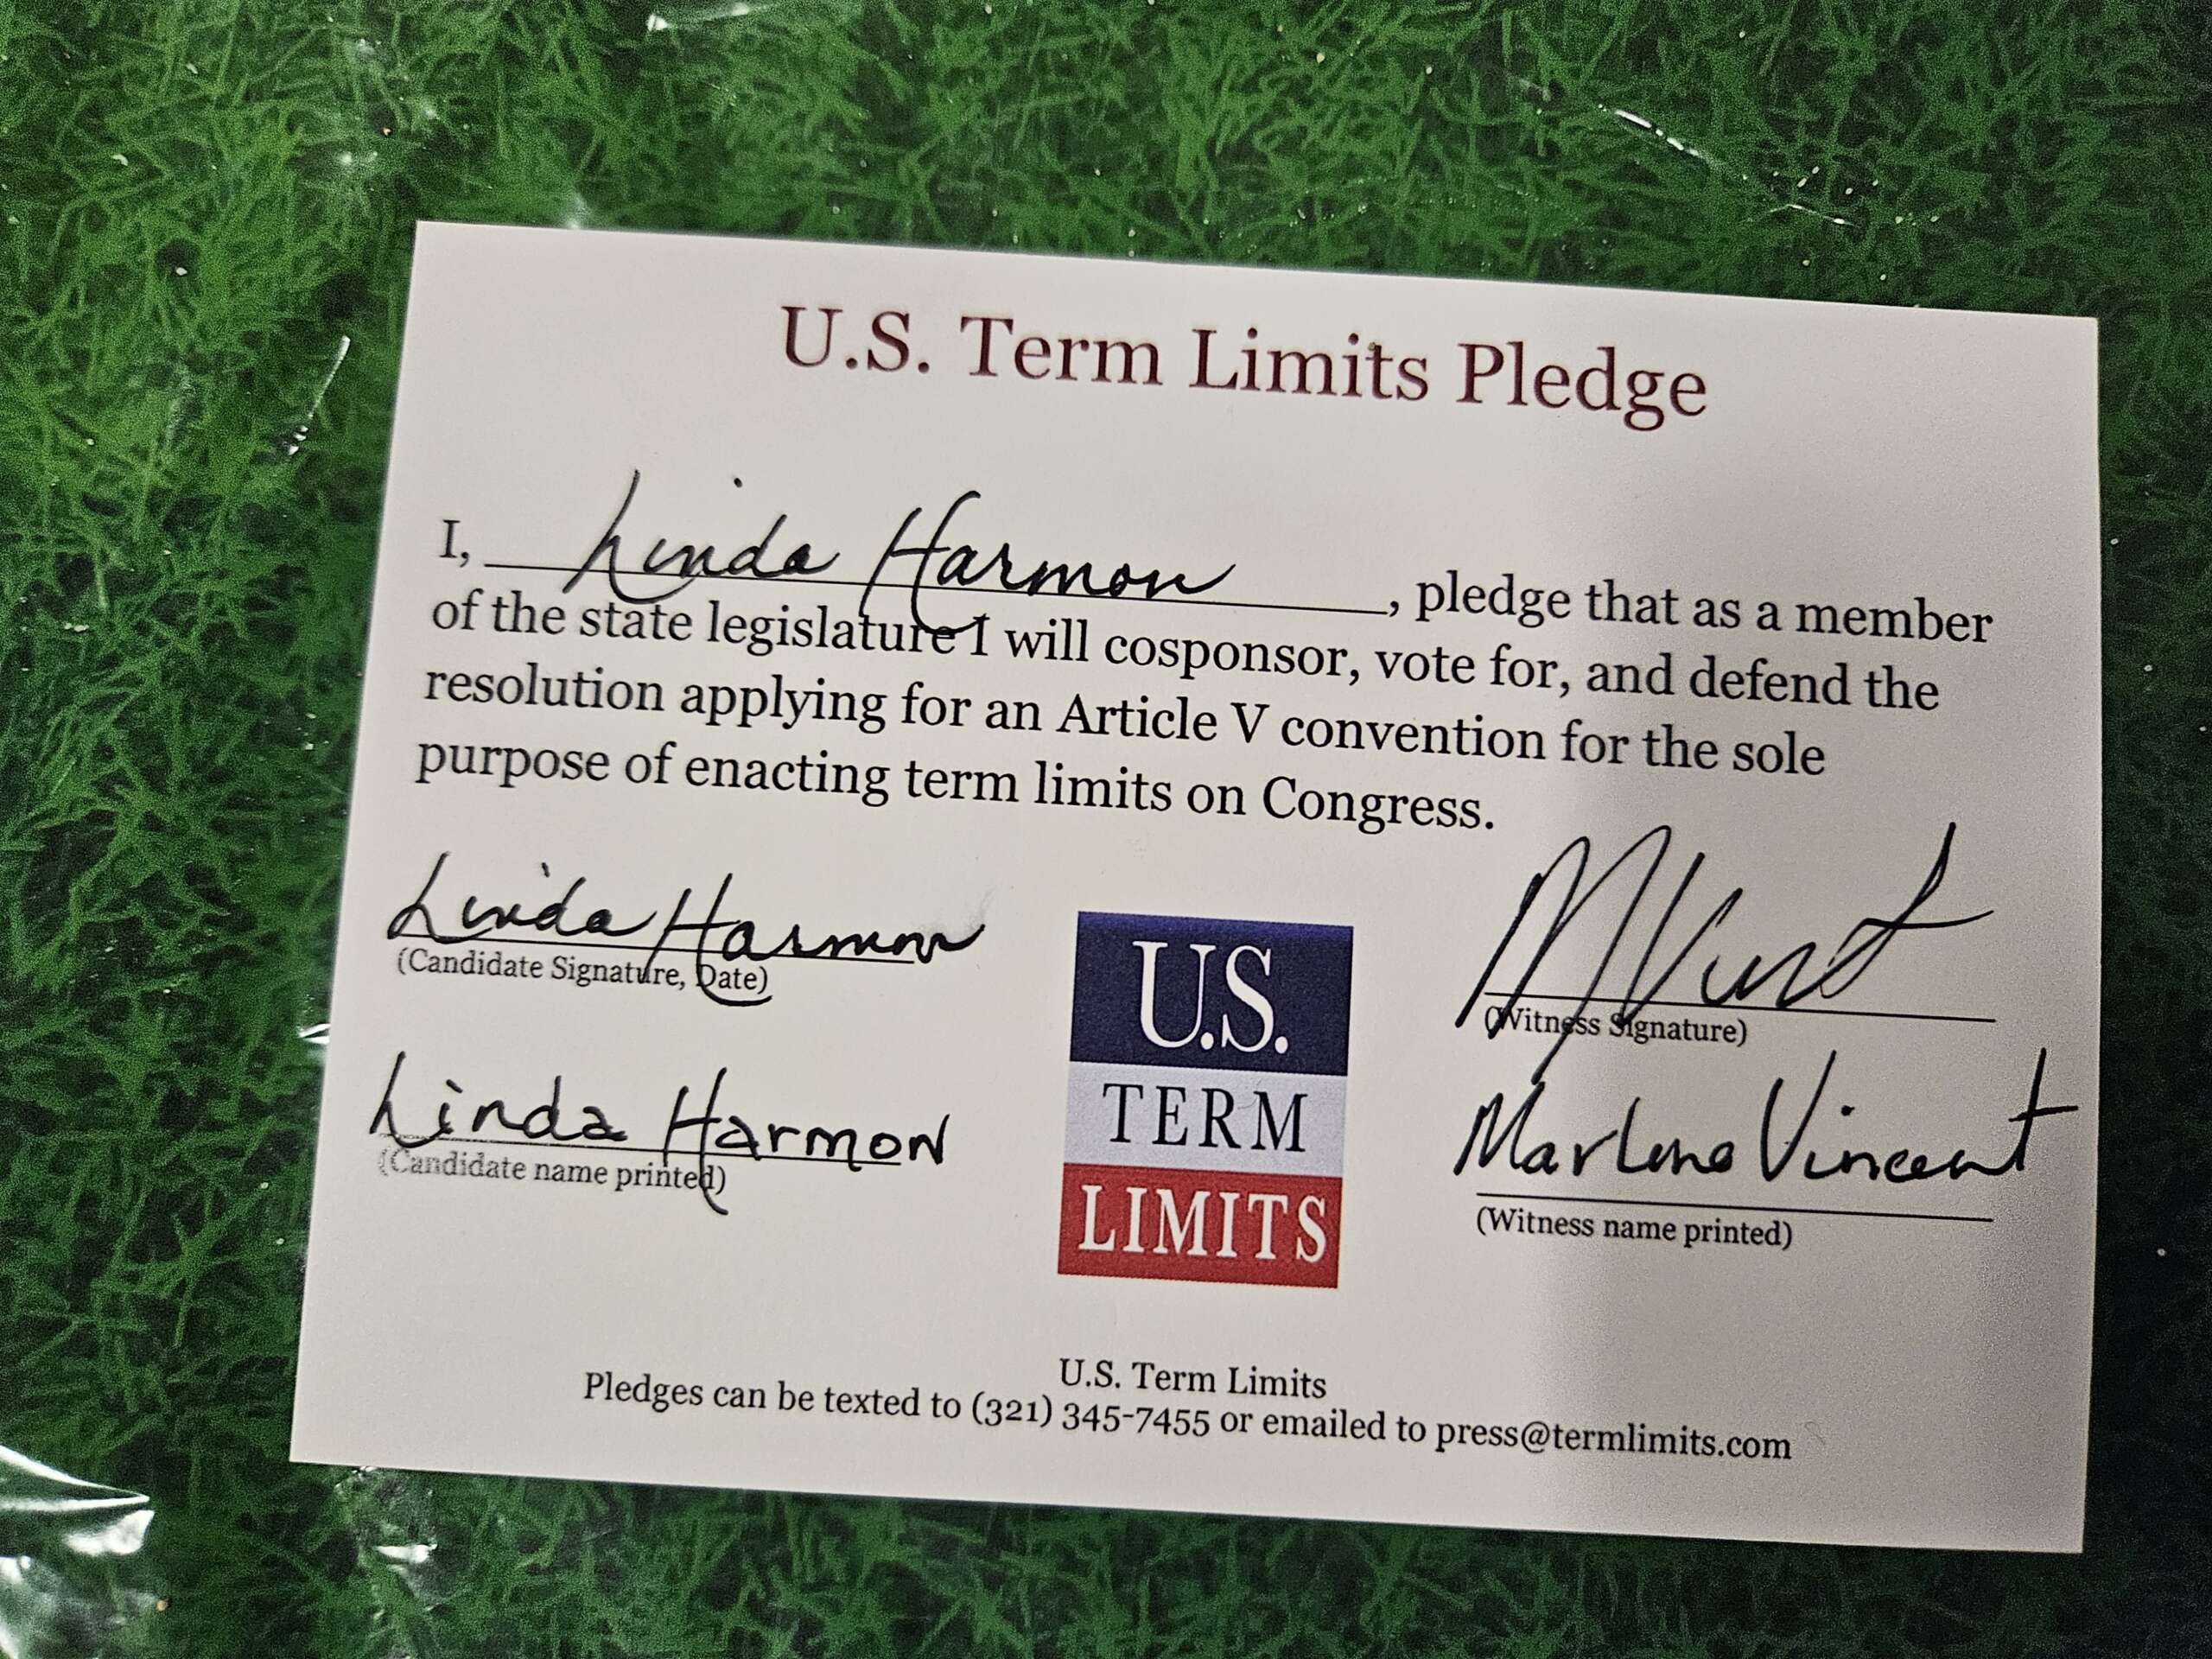 U.S. Term Limits Pledge
I, Linda Harmon, pledge that as a member
of the state legislature I will cosponsor, vote for, and defend the
resolution applying for an Article V convention for the sole
purpose of enacting term limits on Congress.
Linda Harmon
(Candidate Signature, Date)
Linda Harmon
(Candidate name printed)
U.S.
TERM
LIMITS
(Witness Signature)
Marlene Vincent
(Witness name printed)
U.S. Term Limits
Pledges can be texted to (321) 345-7455 or emailed to press@termlimits.com